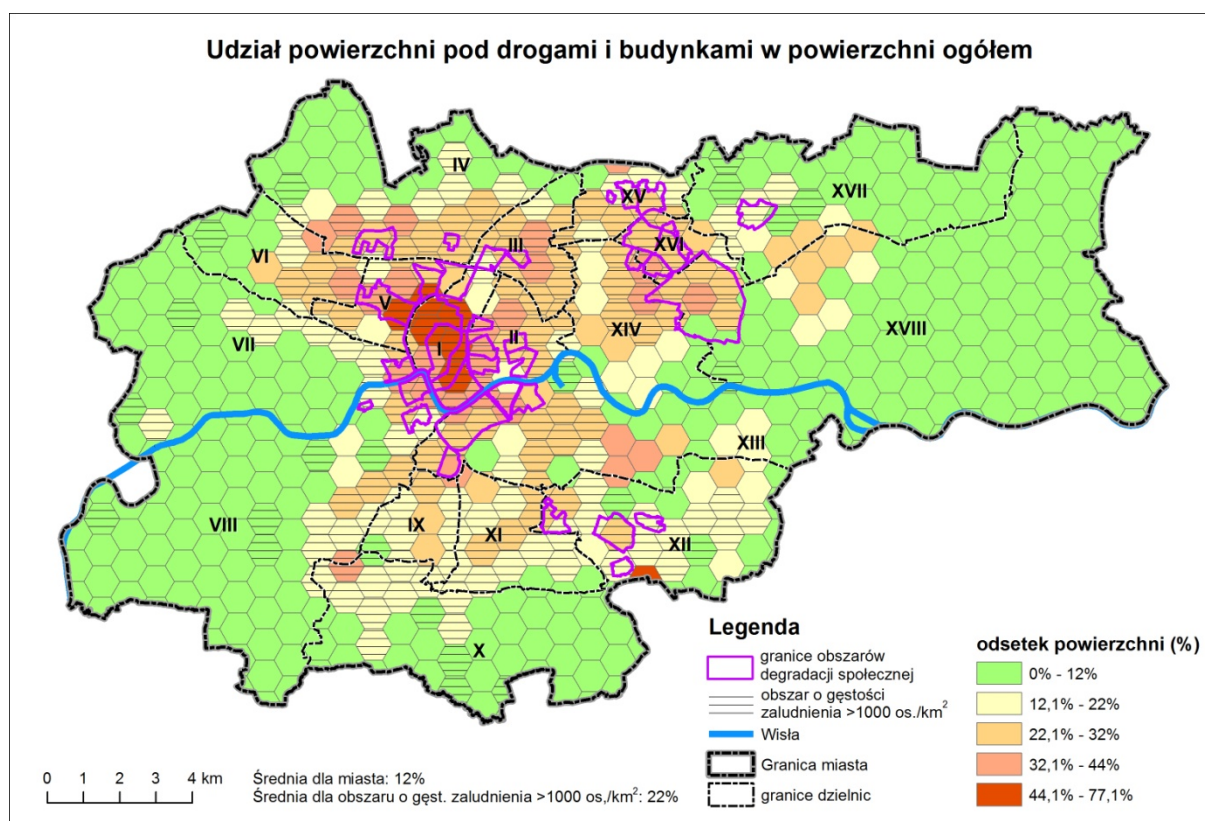 Udział powierzchni pod drogami i budynkami w powierzchni ogółem
IV
XV
XVII
VI
III
XVI
V
VII
I
II
XIV
XVIII
XIII
VIII
IX
XI
XII
X
Legenda
granice obszarów
degradacji społecznej
obszar o gęstości
zaludnienia >1000 os./km²
Wisła
Granica miasta
granice dzielnic
odsetek powierzchni (%)
0% - 12%
12,1% - 22%
22,1% - 32%
32,1% - 44%
44,1% - 77,1%
0 1 2 3 4 km
Średnia dla miasta: 12%
Średnia dla obszaru o gęst. zaludnienia >1000 os,/km²: 22%